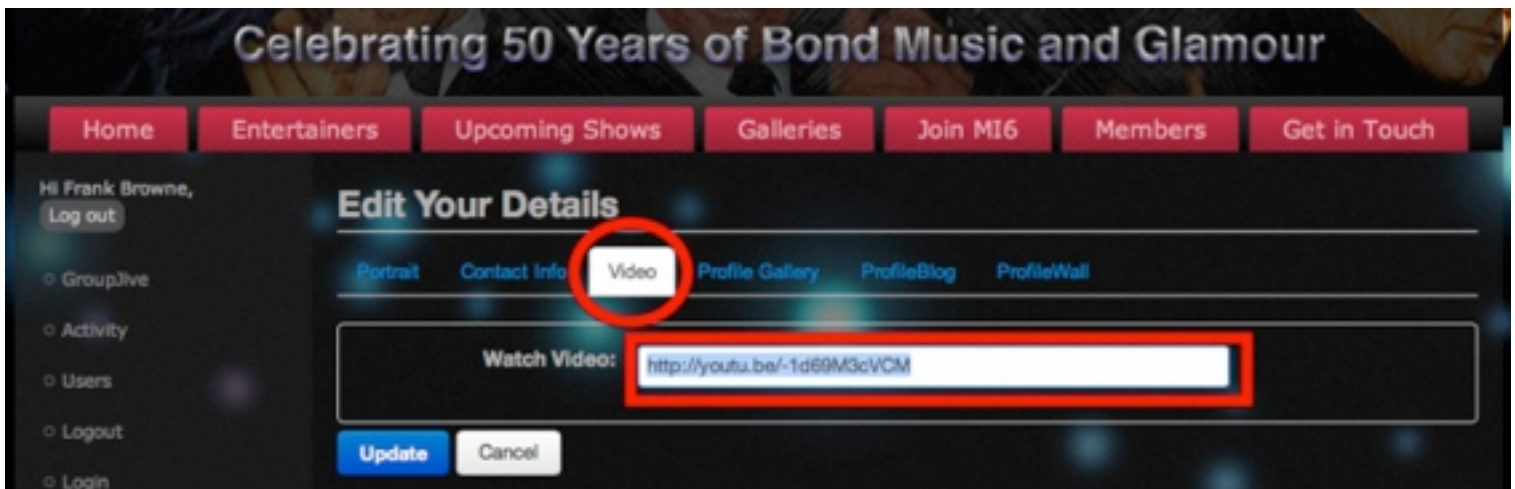 Celebrating 50 Years of Bond Music and Glamour
Home Entertainers Upcoming Shows Galleries Join MI6 Members Get in Touch
Hi Frank Browne,
Log out
GroupJive
Activity
Users
Logout
Login
Edit Your Details
Portrait Contact Info Video Profile Gallery ProfileBlog ProfileWall
Watch Video: http://youtu.be/-1d69M3cVCM
Update Cancel